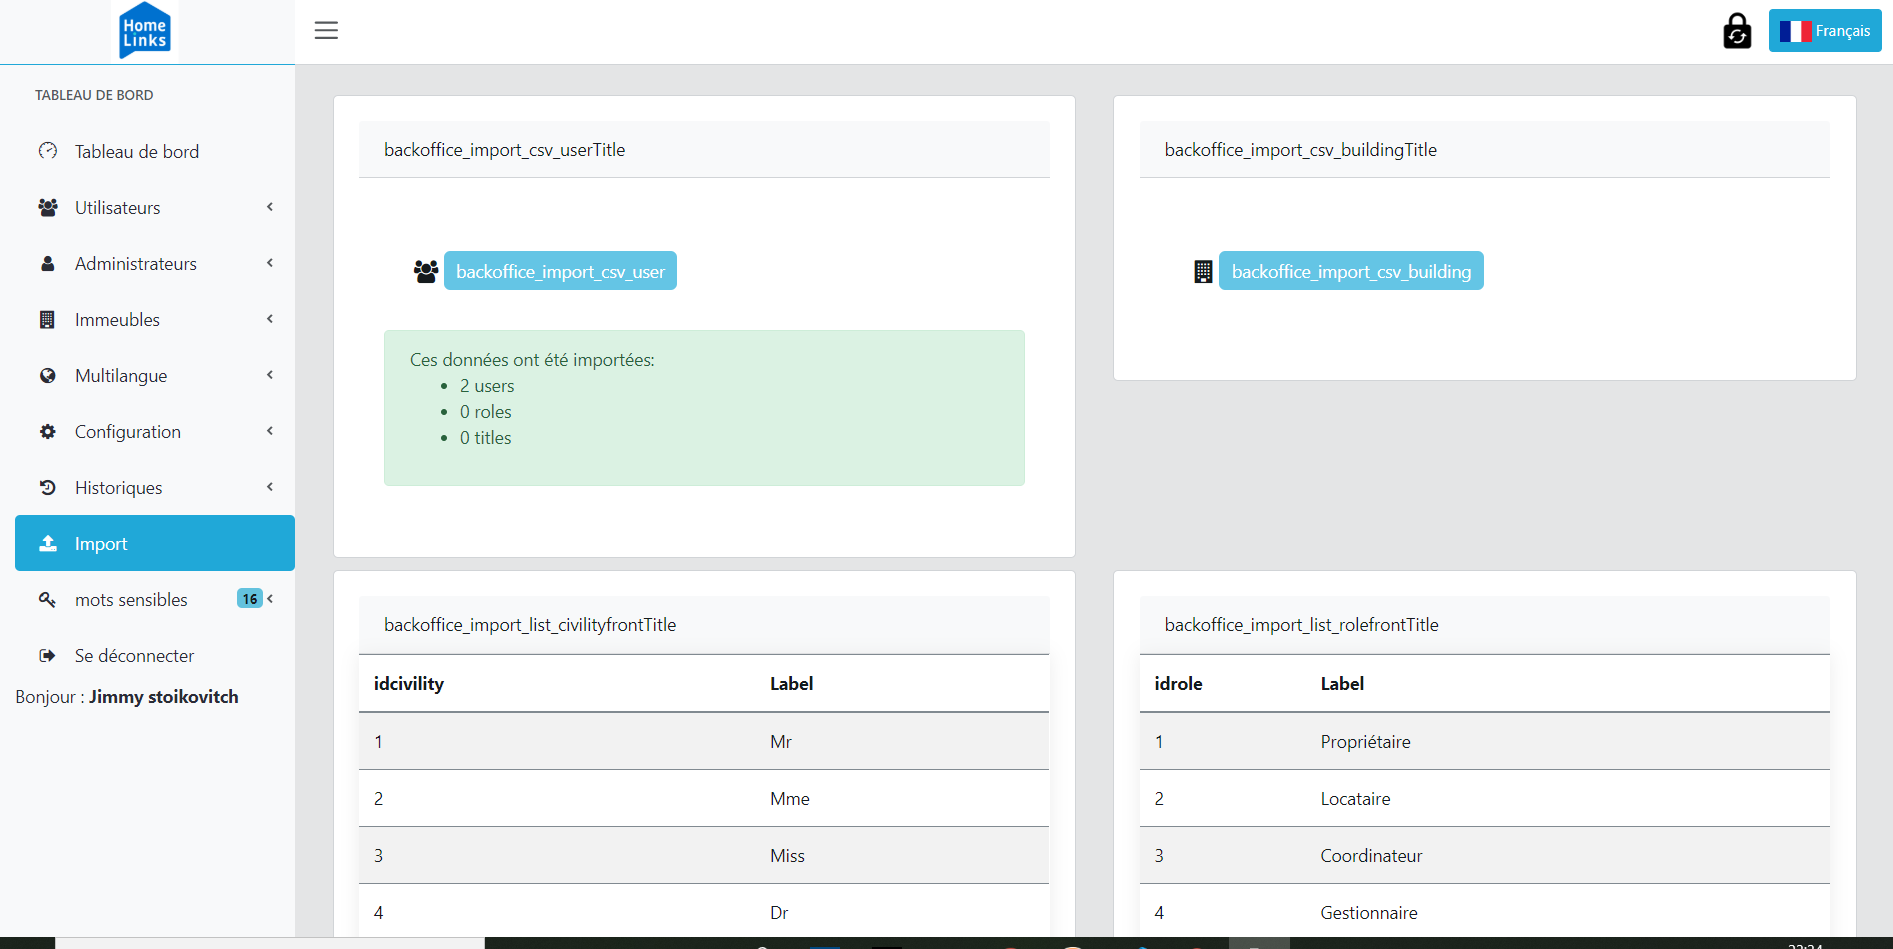 Home
Links
Français
TABLEAU DE BORD
Tableau de bord
Utilisateurs
Administrateurs
Immeubles
Multilangue
Configuration
Historiques
Import
mots sensibles 16
Se déconnecter
Bonjour : Jimmy stoikovitch
backoffice_import_csv_userTitle
backoffice_import_csv_user
Ces données ont été importées:
2 users
0 roles
0 titles
backoffice_import_csv_buildingTitle
backoffice_import_csv_building
backoffice_import_list_civilityfrontTitle
idcivility Label
1 Mr
2 Mme
3 Miss
4 Dr
backoffice_import_list_rolefrontTitle
idrole Label
1 Propriétaire
2 Locataire
3 Coordinateur
4 Gestionnaire